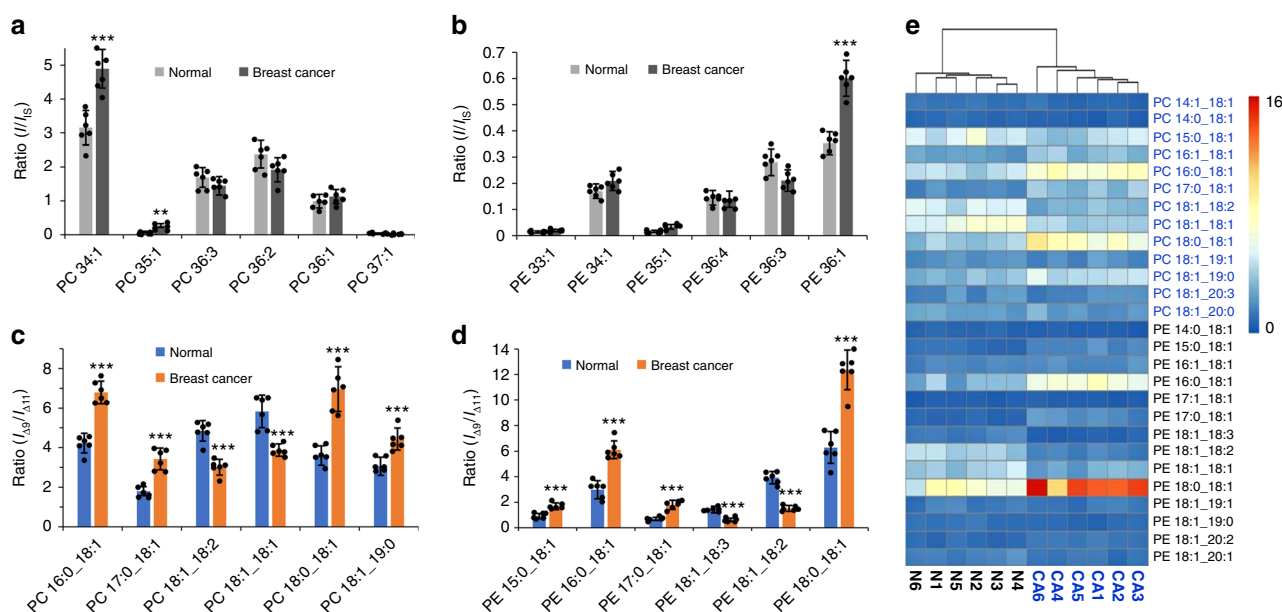 a
***
Ratio (I/I_IS)
5
4
3
2
1
0
Normal
Breast cancer
**
PC 34:1
PC 35:1
PC 36:3
PC 36:2
PC 36:1
PC 37:1
b
***
Ratio (I/I_IS)
0.7
0.6
0.5
0.4
0.3
0.2
0.1
0
Normal
Breast cancer
PE 33:1
PE 34:1
PE 35:1
PE 36:4
PE 36:3
PE 36:1
c
Ratio (I_Δ9/I_Δ11)
8
6
4
2
0
Normal
Breast cancer
***
***
***
***
***
***
PC 16:0_18:1
PC 17:0_18:1
PC 18:1_18:2
PC 18:1_18:1
PC 18:0_18:1
PC 18:1_19:0
d
Ratio (I_Δ9/I_Δ11)
14
12
10
8
6
4
2
0
Normal
Breast cancer
***
***
***
***
***
***
PE 15:0_18:1
PE 16:0_18:1
PE 17:0_18:1
PE 18:1_18:3
PE 18:1_18:2
PE 18:0_18:1
e
PC 14:1_18:1
PC 14:0_18:1
PC 15:0_18:1
PC 16:1_18:1
PC 16:0_18:1
PC 17:0_18:1
PC 18:1_18:2
PC 18:1_18:1
PC 18:0_18:1
PC 18:1_19:1
PC 18:1_19:0
PC 18:1_20:3
PC 18:1_20:0
PE 14:0_18:1
PE 15:0_18:1
PE 16:1_18:1
PE 16:0_18:1
PE 17:1_18:1
PE 17:0_18:1
PE 18:1_18:3
PE 18:1_18:2
PE 18:1_18:1
PE 18:0_18:1
PE 18:1_19:1
PE 18:1_19:0
PE 18:1_20:2
PE 18:1_20:1
16
0
N6
N1
N5
N2
N3
N4
CA6
CA4
CA5
CA1
CA2
CA3